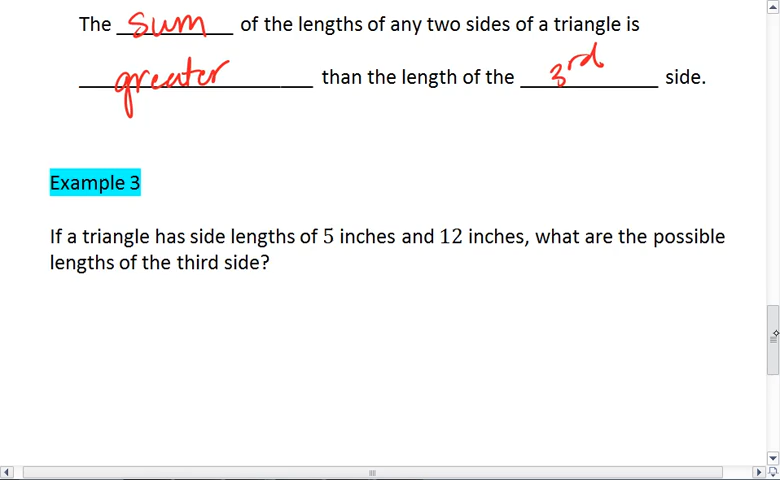 The sum of the lengths of any two sides of a triangle is
greater than the length of the 3rd side.
Example 3
If a triangle has side lengths of 5 inches and 12 inches, what are the possible
lengths of the third side?